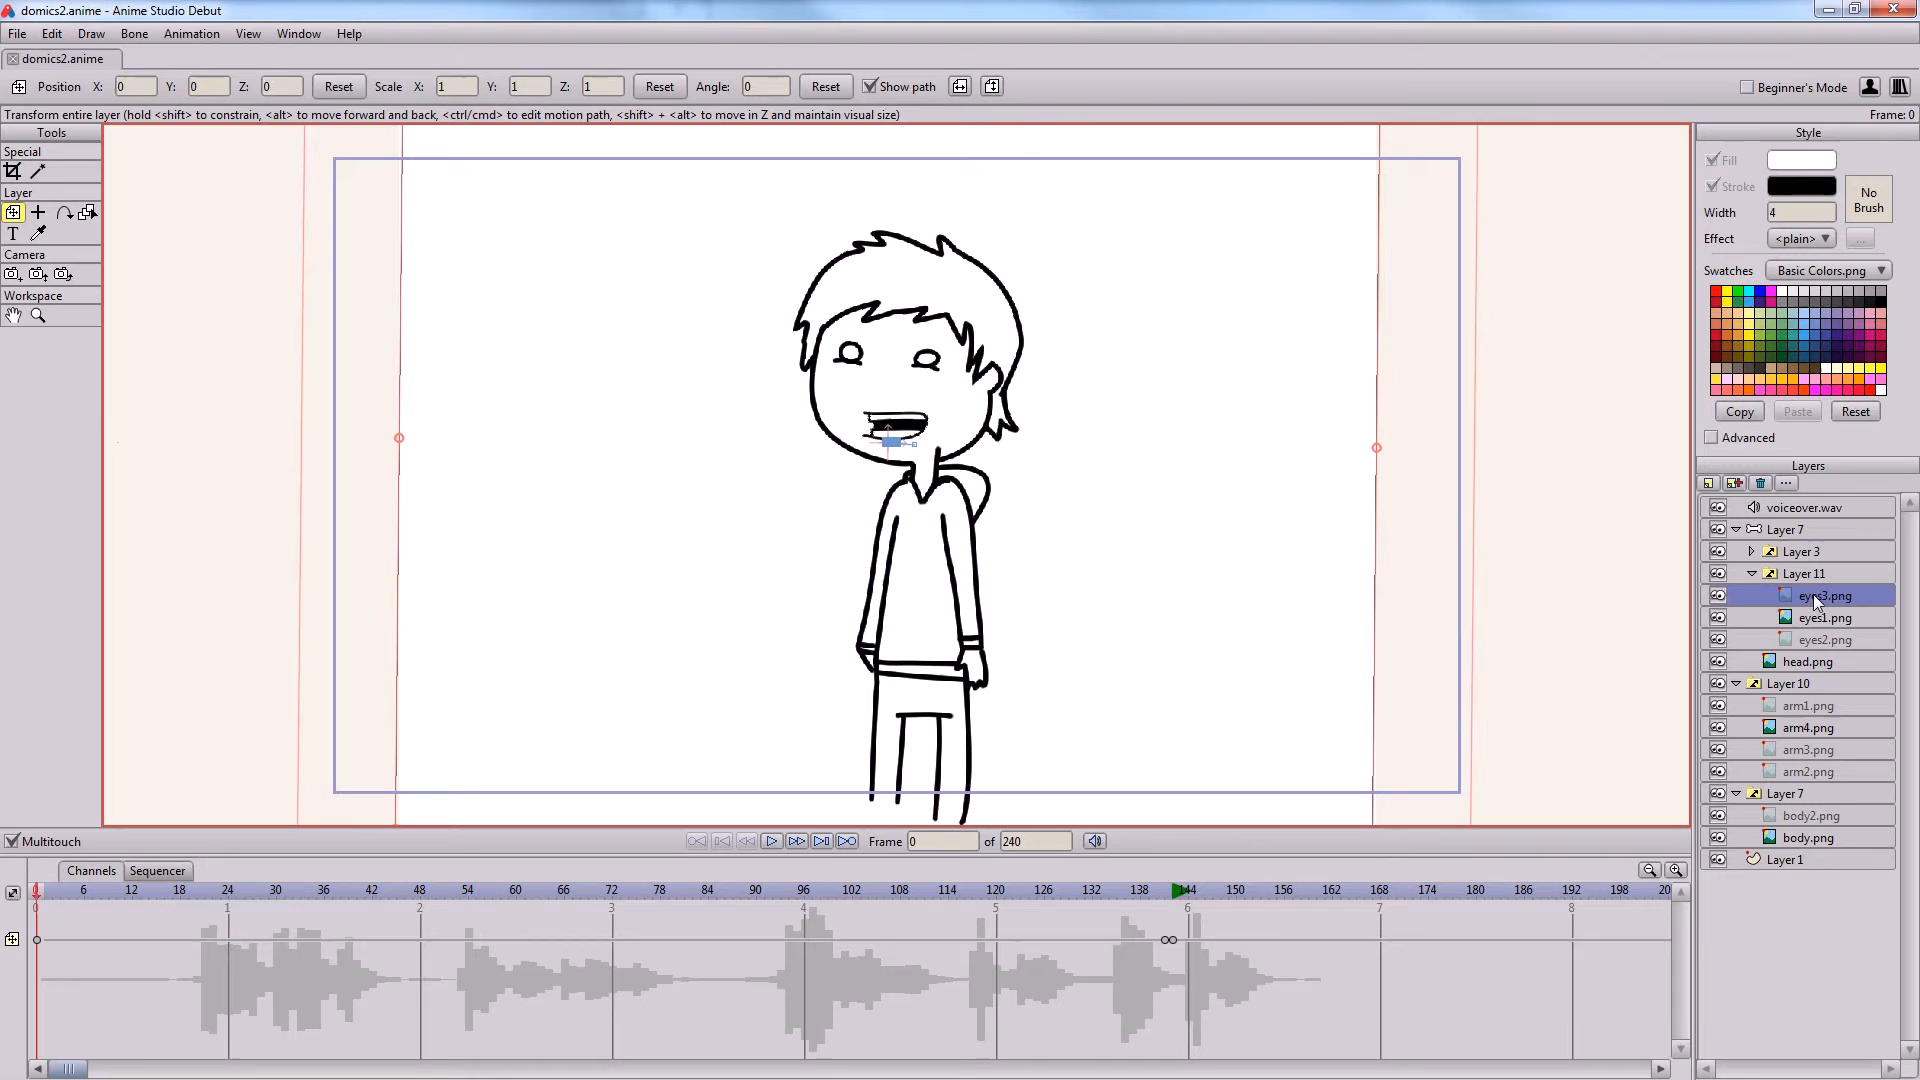 domics2.anime - Anime Studio Debut
File Edit Draw Bone Animation View Window Help
domics2.anime
Position X: 0 Y: 0 Z: 0 Reset Scale X: 1 Y: 1 Z: 1 Reset Angle: 0 Reset Show path Beginner's Mode
Transform entire layer (hold <shift> to constrain, <alt> to move forward and back, <ctrl/cmd> to edit motion path, <shift> + <alt> to move in Z and maintain visual size) Frame: 0
Tools
Special
Layer
T
Camera
Workspace
Style
Fill
Stroke
No Brush
Width 4
Effect <plain> ...
Swatches Basic Colors.png
Copy Paste Reset
Advanced
Layers
voiceover.wav
Layer 7
Layer 3
Layer 11
eyes3.png
eyes1.png
eyes2.png
head.png
Layer 10
arm1.png
arm4.png
arm3.png
arm2.png
Layer 7
body2.png
body.png
Layer 1
Multitouch Frame 0 of 240
Channels Sequencer
0 6 12 18 24 30 36 42 48 54 60 66 72 78 84 90 96 102 108 114 120 126 132 138 144 150 156 162 168 174 180 186 192 198 20
0 1 2 3 4 5 6 7 8